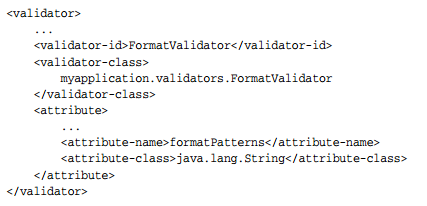 <validator>
    ...
    <validator-id>FormatValidator</validator-id>
    <validator-class>
        myapplication.validators.FormatValidator
    </validator-class>
    <attribute>
        ...
        <attribute-name>formatPatterns</attribute-name>
        <attribute-class>java.lang.String</attribute-class>
    </attribute>
</validator>